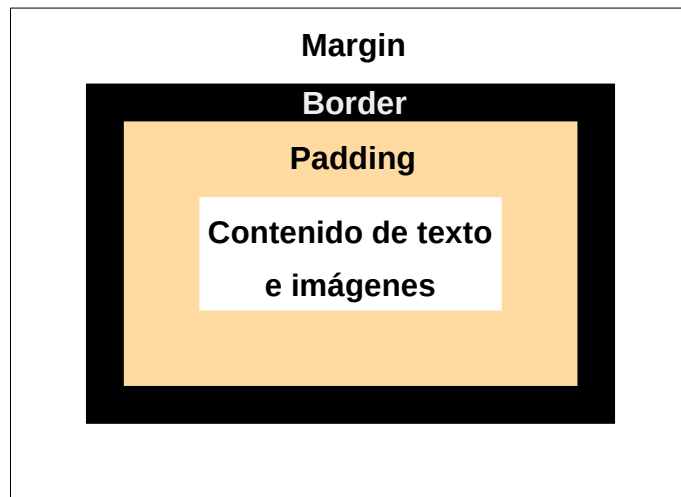 Margin
Border
Padding
Contenido de texto
e imágenes